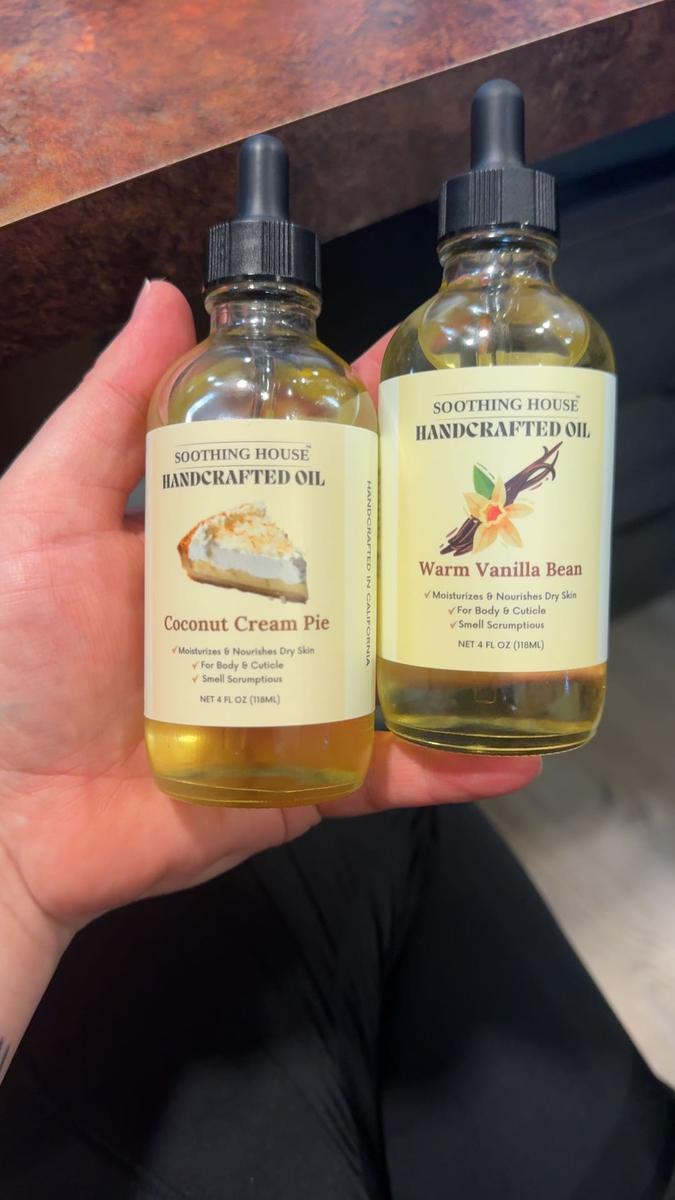 SOOTHING HOUSE™
HANDCRAFTED OIL
Coconut Cream Pie
✓Moisturizes & Nourishes Dry Skin
✓For Body & Cuticle
✓ Smell Scrumptious
NET 4 FL OZ (118ML)
HANDCRAFTED IN CALIFORNIA
SOOTHING HOUSE™
HANDCRAFTED OIL
Warm Vanilla Bean
✓Moisturizes & Nourishes Dry Skin
✓For Body & Cuticle
✓Smell Scrumptious
NET 4 FL OZ (118ML)